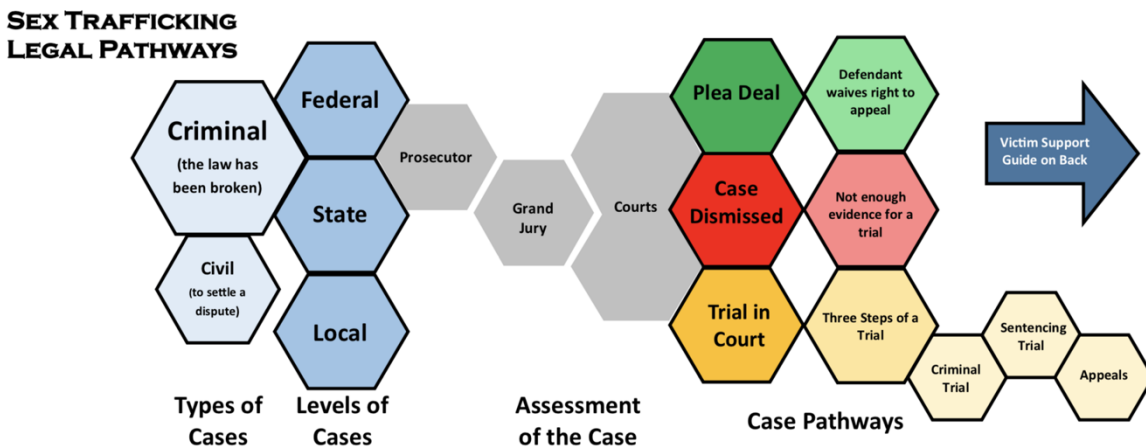 SEX TRAFFICKING
LEGAL PATHWAYS
Criminal
(the law has
been broken)
Civil
(to settle a
dispute)
Types of
Cases
Federal
State
Local
Levels of
Cases
Prosecutor
Grand
Jury
Courts
Assessment
of the Case
Plea Deal
Defendant
waives right to
appeal
Case
Dismissed
Not enough
evidence for a
trial
Trial in
Court
Three Steps of a
Trial
Criminal
Trial
Sentencing
Trial
Appeals
Case Pathways
Victim Support
Guide on Back